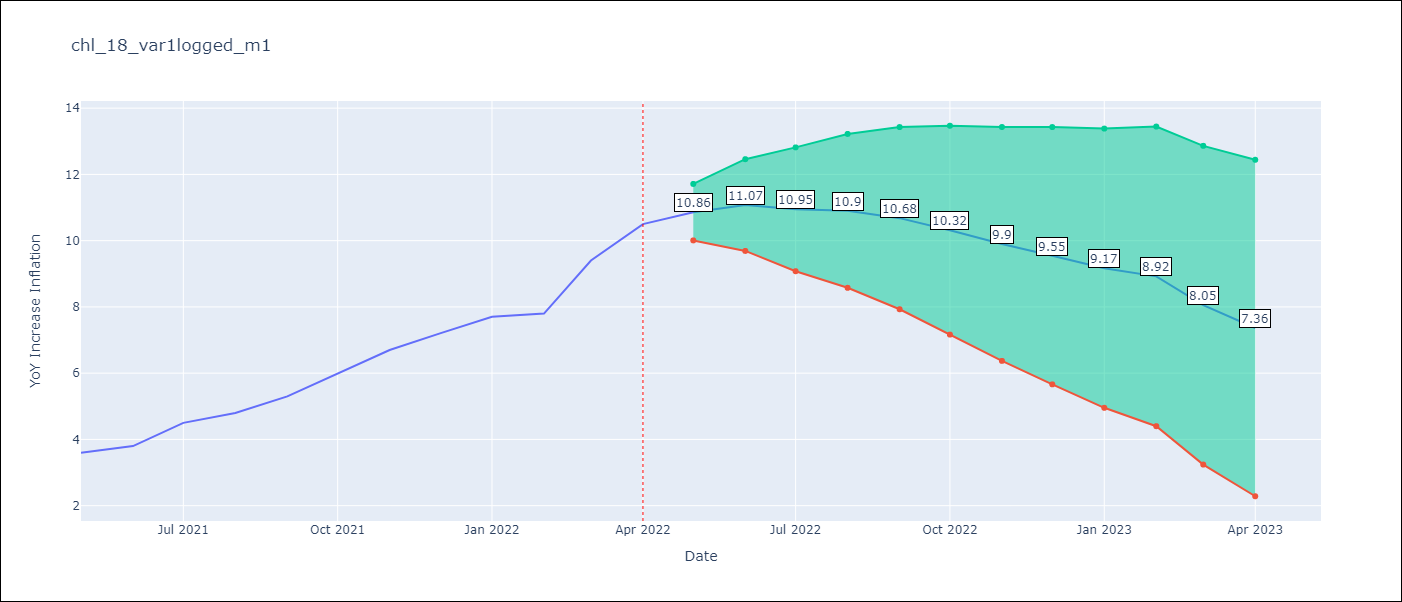 chl_18_var1logged_m1
14
12
10
8
6
4
2
YoY Increase Inflation
10.86
11.07
10.95
10.9
10.68
10.32
9.9
9.55
9.17
8.92
8.05
7.36
Jul 2021
Oct 2021
Jan 2022
Apr 2022
Jul 2022
Oct 2022
Jan 2023
Apr 2023
Date